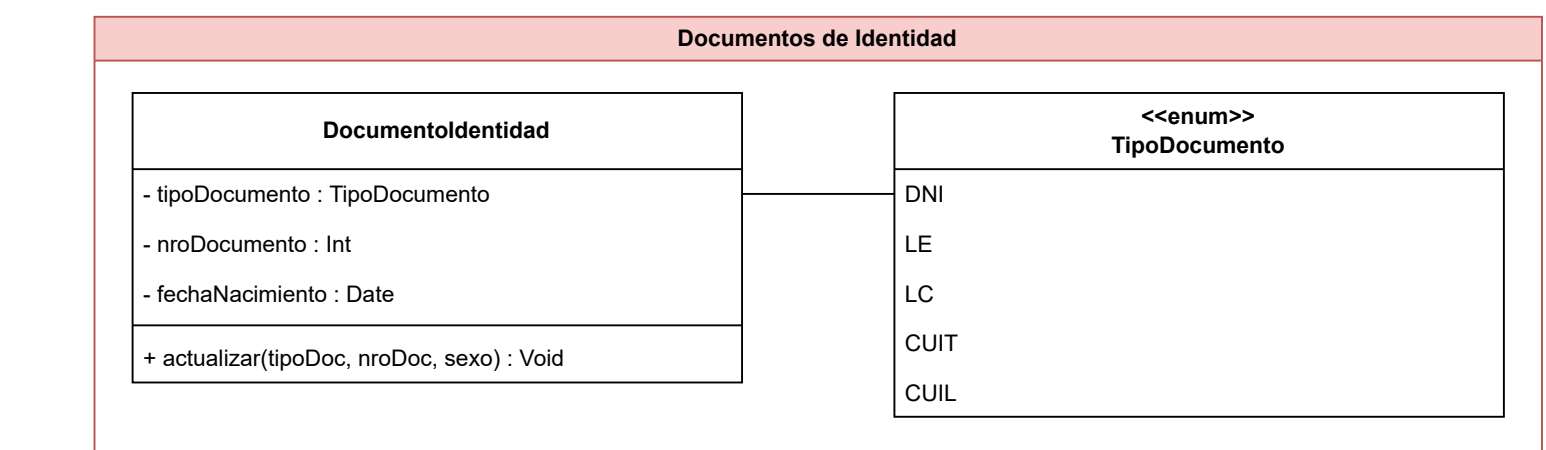 Documentos de Identidad
DocumentoIdentidad
- tipoDocumento : TipoDocumento
- nroDocumento : Int
- fechaNacimiento : Date
+ actualizar(tipoDoc, nroDoc, sexo) : Void
<<enum>>
TipoDocumento
DNI
LE
LC
CUIT
CUIL